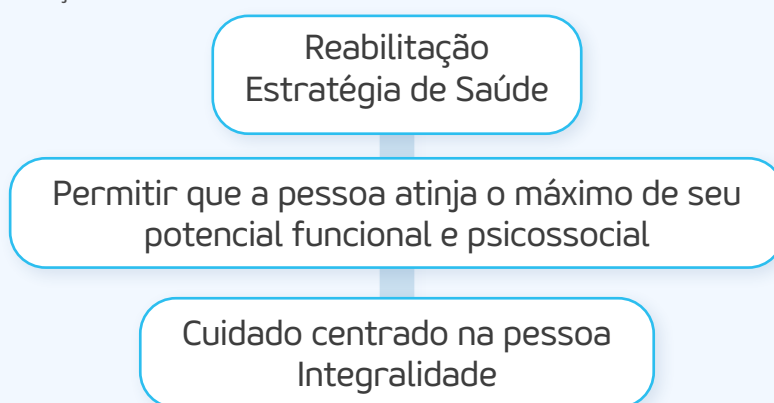 Reabilitação
Estratégia de Saúde
Permitir que a pessoa atinja o máximo de seu
potencial funcional e psicossocial
Cuidado centrado na pessoa
Integralidade